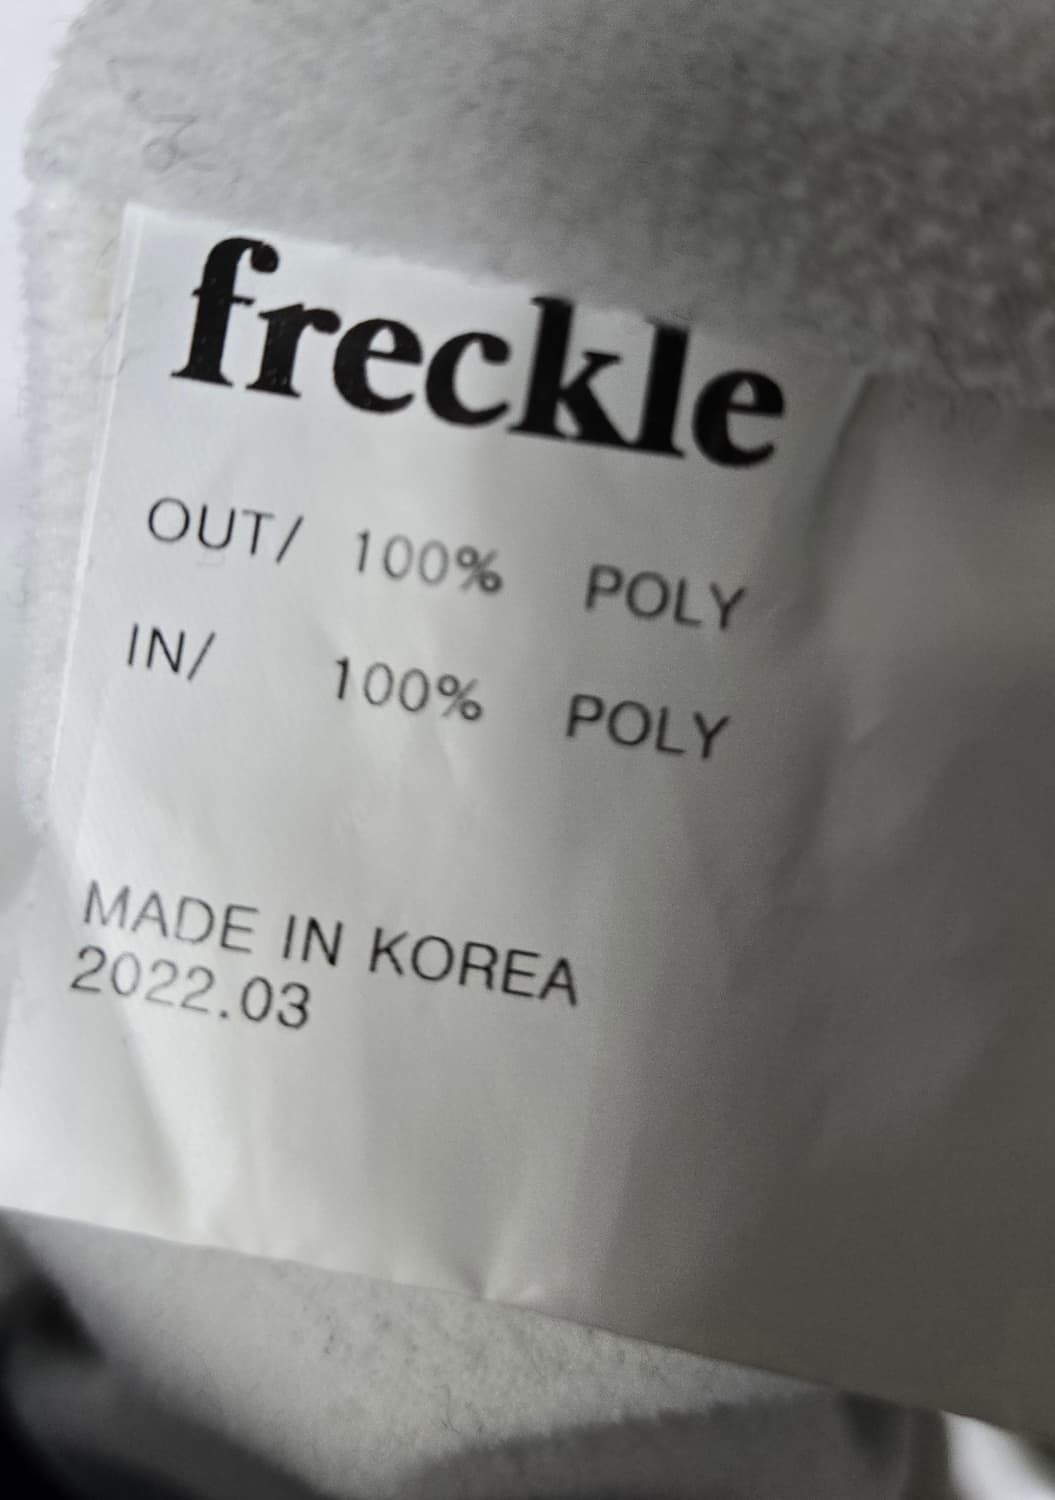 freckle
OUT/ 100% POLY
IN/ 100% POLY
MADE IN KOREA
2022.03